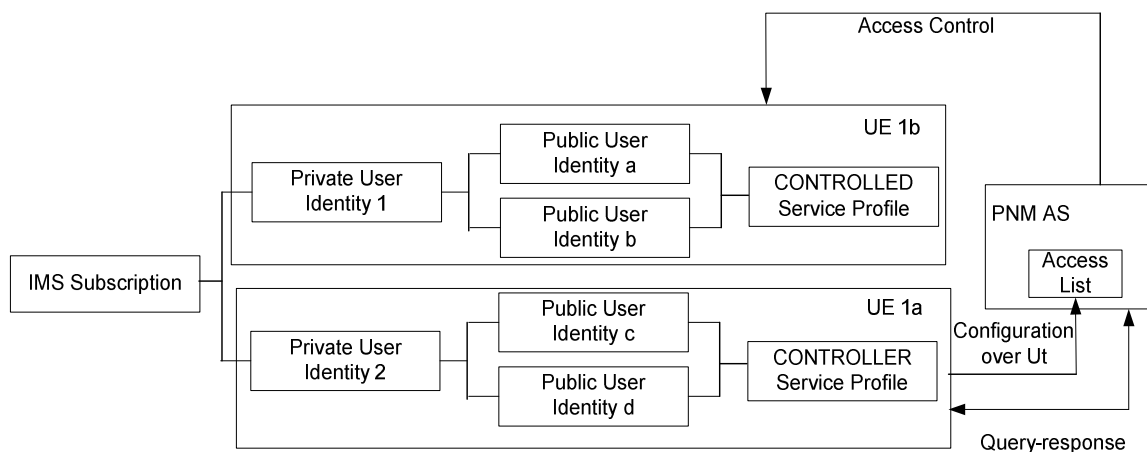 Access Control
UE 1b
Public User
Identity a
Private User
Identity 1
CONTROLLED
Service Profile
Public User
Identity b
PNM AS
Access
List
IMS Subscription
UE 1a
Public User
Identity c
Private User
Identity 2
CONTROLLER
Service Profile
Public User
Identity d
Configuration
over Ut
Query-response